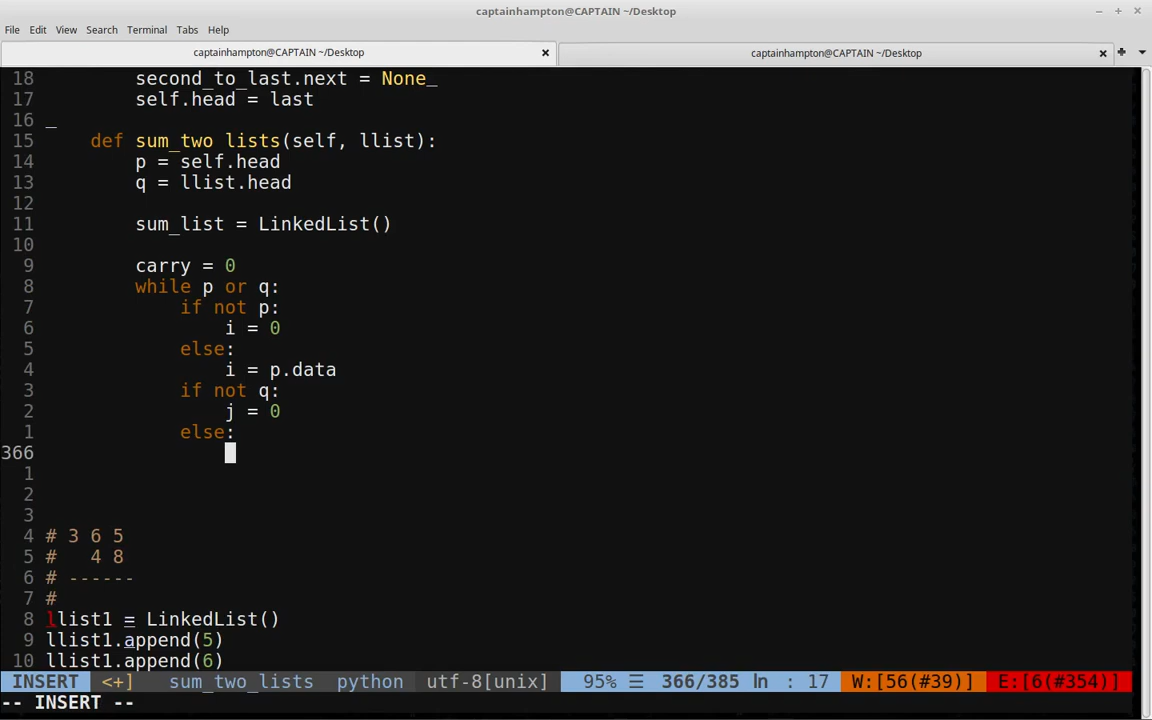 captainhampton@CAPTAIN ~/Desktop
File Edit View Search Terminal Tabs Help
captainhampton@CAPTAIN ~/Desktop captainhampton@CAPTAIN ~/Desktop
18 second_to_last.next = None_
17 self.head = last
16 _
15 def sum_two lists(self, llist):
14 p = self.head
13 q = llist.head
12
11 sum_list = LinkedList()
10
9 carry = 0
8 while p or q:
7 if not p:
6 i = 0
5 else:
4 i = p.data
3 if not q:
2 j = 0
1 else:
366
1
2
3
4 # 3 6 5
5 #   4 8
6 # ------
7 #
8 llist1 = LinkedList()
9 llist1.append(5)
10 llist1.append(6)
INSERT <+] sum_two_lists python utf-8[unix] 95% ☰ 366/385 ln : 17 W:[56(#39)] E:[6(#354)]
-- INSERT --